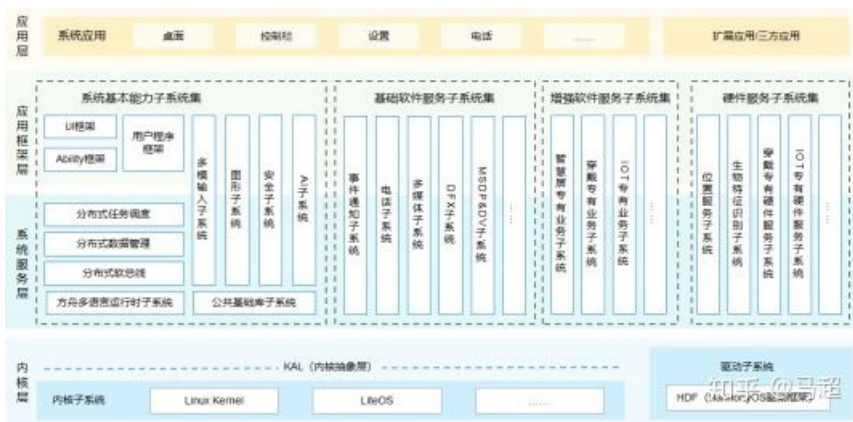 应用层
系统应用
桌面
控制栏
设置
电话
……
扩展应用/三方应用
应用框架层
系统基本能力子系统集
UI框架
Ability框架
用户程序框架
多模输入子系统
图形子系统
安全子系统
AI子系统
基础软件服务子系统集
事件通知子系统
电话子系统
多媒体子系统
DFX子系统
MSDP&DV子系统
……
增强软件服务子系统集
智慧屏专有业务子系统
穿戴专有业务子系统
IOT专有业务子系统
……
硬件服务子系统集
位置服务子系统
生物特征识别子系统
穿戴专有硬件服务子系统
IOT专有硬件服务子系统
……
系统服务层
分布式任务调度
分布式数据管理
分布式软总线
方舟多语言运行时子系统
公共基础库子系统
内核层
KAL（内核抽象层）
内核子系统
Linux Kernel
LiteOS
……
驱动子系统
HDF（HarmonyOS驱动框架）
知乎 @马超